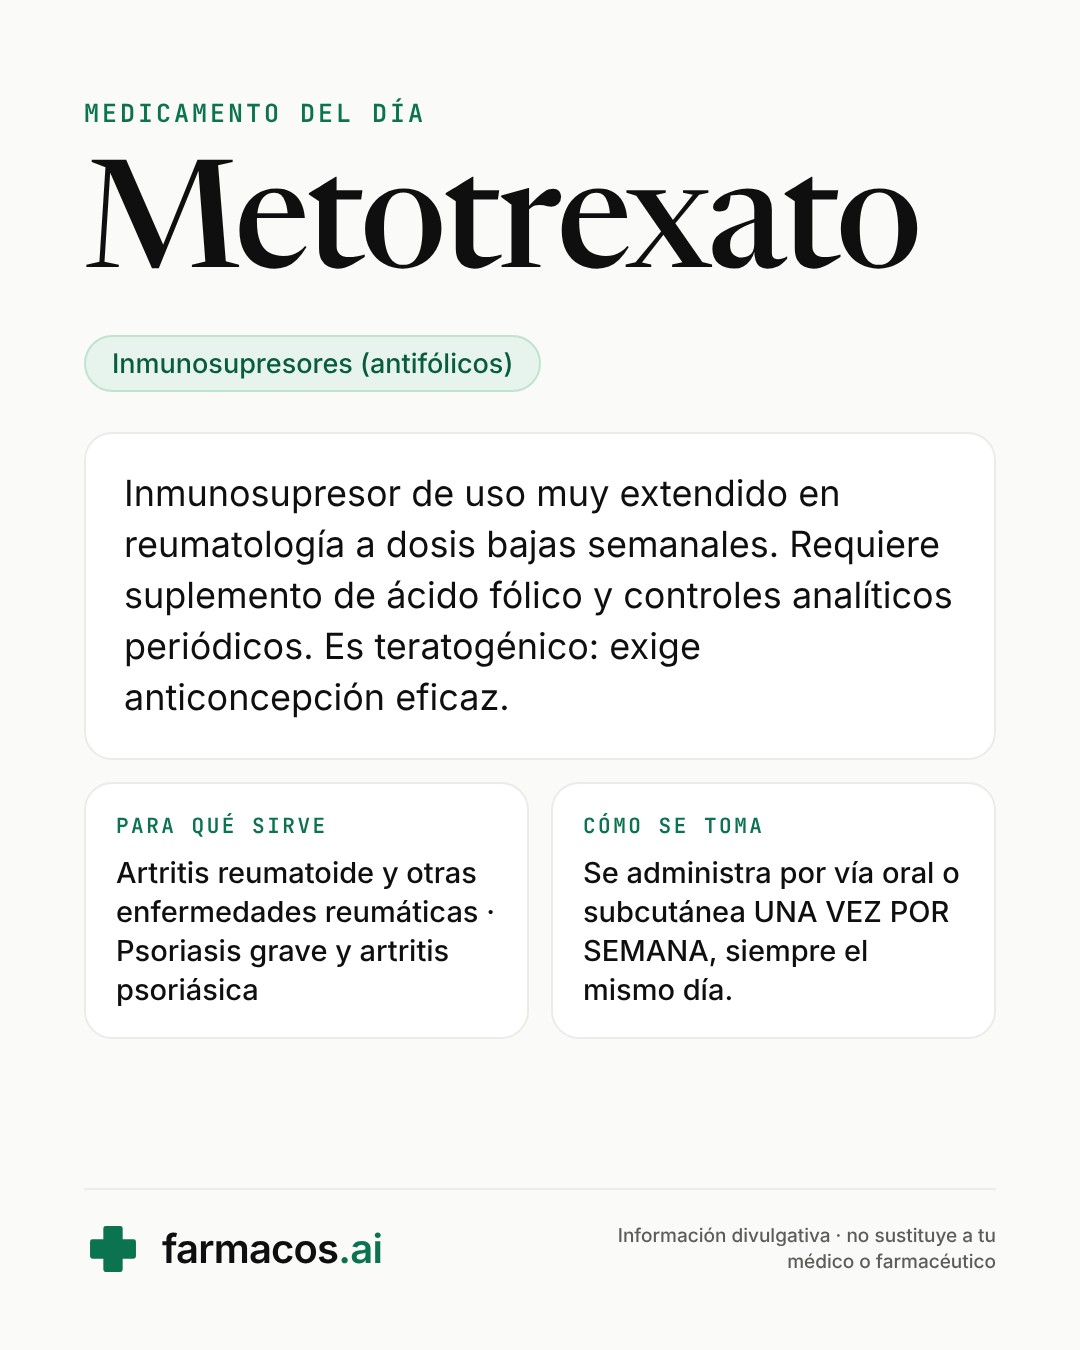 MEDICAMENTO DEL DÍA
Metotrexato
Inmunosupresores (antifólicos)
Inmunosupresor de uso muy extendido en
reumatología a dosis bajas semanales. Requiere
suplemento de ácido fólico y controles analíticos
periódicos. Es teratogénico: exige
anticoncepción eficaz.
PARA QUÉ SIRVE
Artritis reumatoide y otras
enfermedades reumáticas ·
Psoriasis grave y artritis
psoriásica
CÓMO SE TOMA
Se administra por vía oral o
subcutánea UNA VEZ POR
SEMANA, siempre el
mismo día.
farmacos.ai
Información divulgativa · no sustituye a tu
médico o farmacéutico